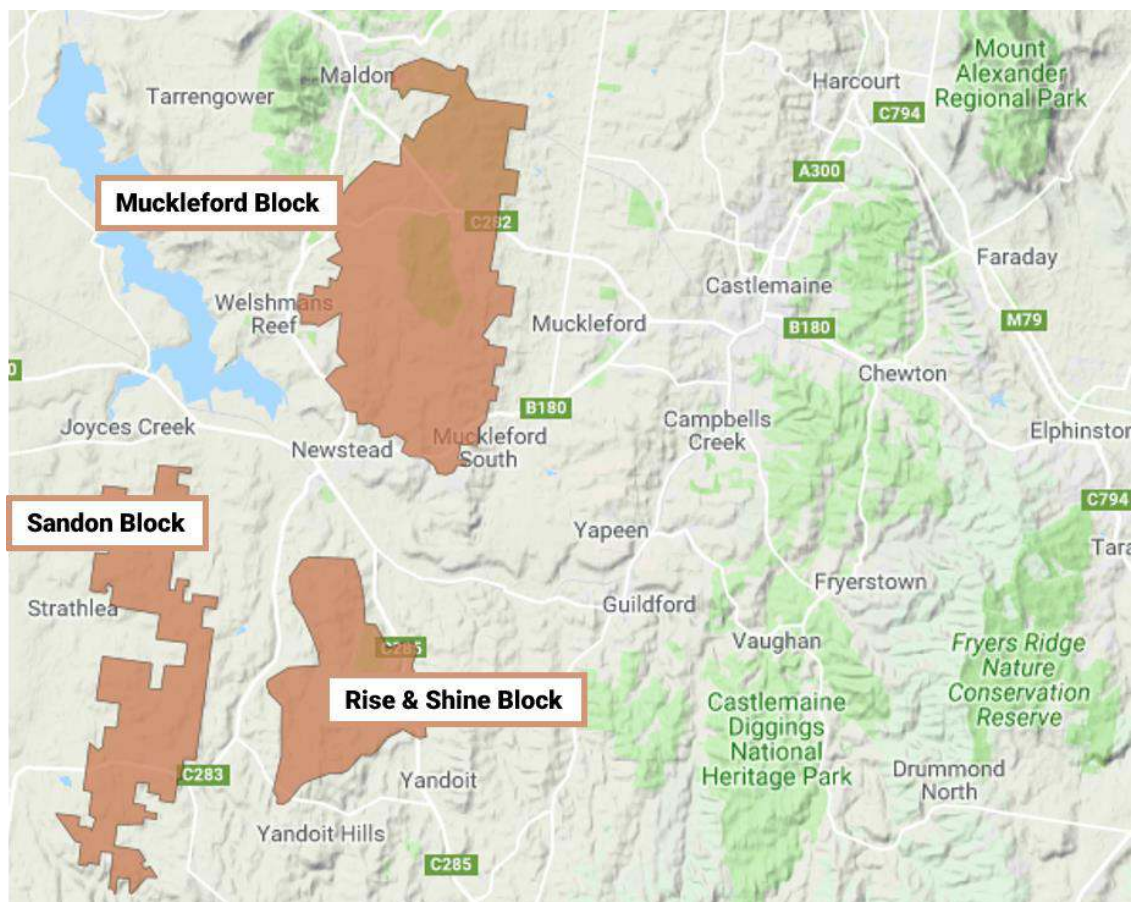 Mount
Alexander
Regional Park
Maldon
Harcourt
Tarrengower
C794
A300
Muckleford Block
C282
Faraday
Castlemaine
Welshmans
Reef
Muckleford
B180
M79
Chewton
B180
Joyces Creek
Campbells
Creek
Elphinston
Newstead
Muckleford
South
C794
Sandon Block
Yapeen
Tara
Strathlea
Fryerstown
Guildford
Vaughan
C285
Fryers Ridge
Nature
Conservation
Reserve
Rise & Shine Block
Castlemaine
Diggings
National
Heritage Park
C283
Yandoit
Drummond
North
Yandoit Hills
C285